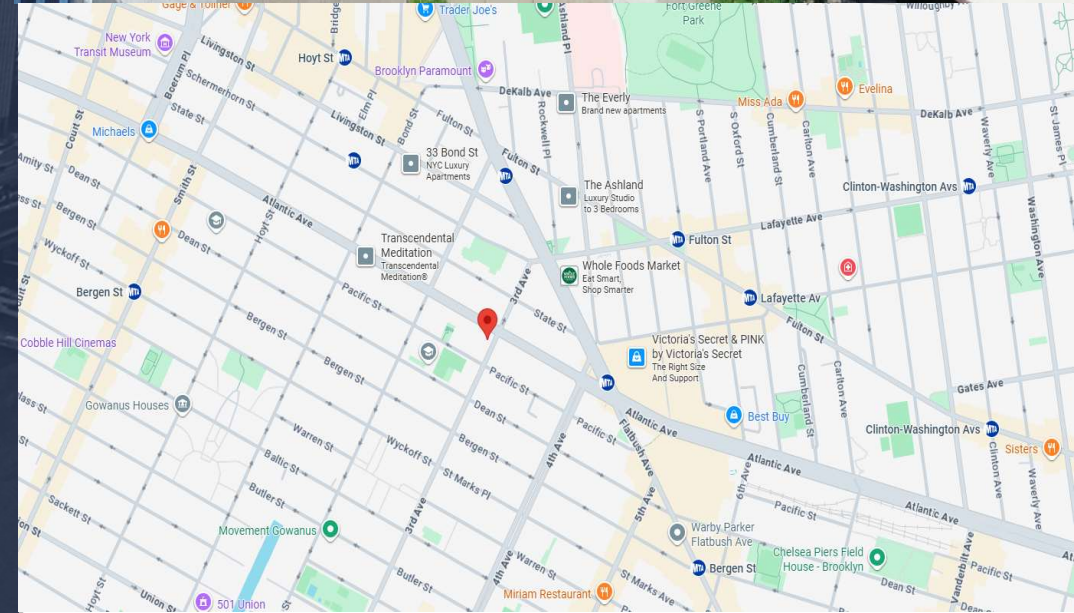 Gage & Tollner
Bridge
Trader Joe's
Ashland Pl
Fort Greene
Park
Willoughby
New York
Transit Museum
Boerum Pl
Livingston St
Hoyt St
Brooklyn Paramount
Schermerhorn St
State St
Elm Pl
DeKalb Ave
The Everly
Brand new apartments
Miss Ada
Evelina
DeKalb Ave
Court St
Michaels
Livingston St
Bond St
Fulton St
Rockwell Pl
S Portland Ave
S Oxford St
Cumberland St
Carlton Ave
Waverly Ave
St James Pl
Amity St
Dean St
33 Bond St
NYC Luxury
Apartments
Fulton St
Clinton-Washington Avs
Smith St
Bergen St
Dean St
Hoyt St
Atlantic Ave
The Ashland
Luxury Studio
to 3 Bedrooms
Lafayette Ave
Washington Ave
Wyckoff St
Transcendental
Meditation
Transcendental
Meditation®
Fulton St
Whole Foods Market
Eat Smart,
Shop Smarter
3rd Ave
Bergen St
Pacific St
State St
Lafayette Av
Fulton St
Cobble Hill Cinemas
Bergen St
Victoria's Secret & PINK
by Victoria's Secret
The Right Size
And Support
Bergen St
Pacific St
Cumberland St
Carlton Ave
Gates Ave
Gowanus Houses
Dean St
Atlantic Ave
Best Buy
Clinton-Washington Avs
Sisters
Warren St
Wyckoff St
Bergen St
4th Ave
Pacific St
Flatbush Ave
Baltic St
St Marks Pl
Atlantic Ave
6th Ave
Clinton Ave
Waverly Ave
Butler St
Sackett St
3rd Ave
5th Ave
Pacific St
Atlantic Ave
Movement Gowanus
Warby Parker
Flatbush Ave
Chelsea Piers Field
House - Brooklyn
Vanderbilt Ave
Warren St
Bergen St
Pacific St
Hoyt St
Butler St
4th Ave
St Marks Ave
Dean St
Union St
501 Union
Miriam Restaurant